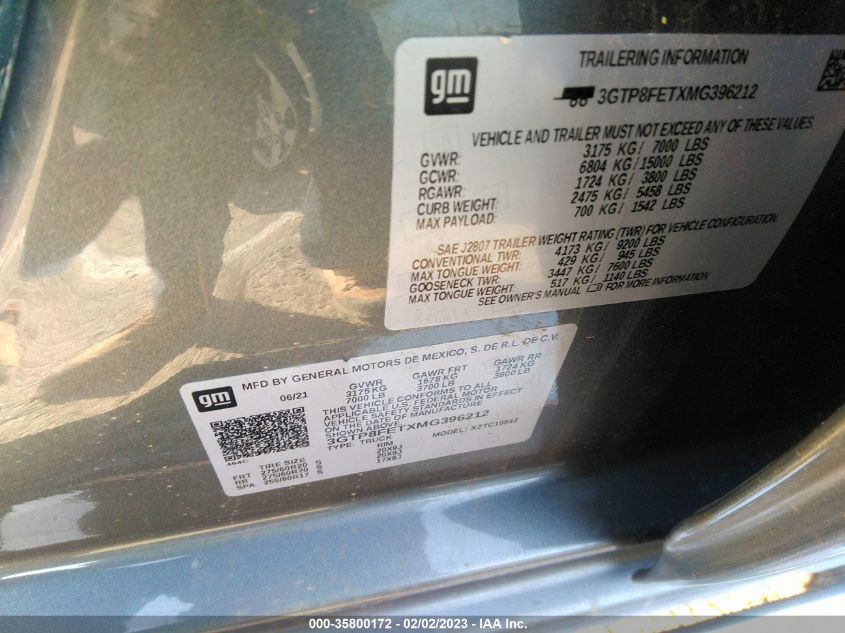 gm
TRAILERING INFORMATION
3GTP8FETXMG396212
VEHICLE AND TRAILER MUST NOT EXCEED ANY OF THESE VALUES
GVWR: 3175 KG/ 7000 LBS
GCWR: 6804 KG/15000 LBS
RGAWR: 1724 KG/ 3800 LBS
CURB WEIGHT: 2475 KG/ 5458 LBS
MAX PAYLOAD: 700 KG/ 1542 LBS
SAE J2807 TRAILER WEIGHT RATING (TWR) FOR VEHICLE CONFIGURATION.
CONVENTIONAL TWR: 4173 KG/ 9200 LBS
MAX TONGUE WEIGHT: 429 KG/ 945 LBS
GOOSENECK TWR: 3447 KG/ 7600 LBS
MAX TONGUE WEIGHT: 517 KG/ 1140 LBS
SEE OWNER'S MANUAL FOR MORE INFORMATION.
gm
MFD BY GENERAL MOTORS DE MEXICO, S. DE R.L. DE C.V.
06/21 GVWR GAWR FRT GAWR RR
3175 KG 1678 KG 1724 KG
7000 LB 3700 LB 3800 LB
THIS VEHICLE CONFORMS TO ALL
APPLICABLE U.S. FEDERAL MOTOR
VEHICLE SAFETY STANDARDS IN EFFECT
ON THE DATE OF MANUFACTURE
SHOWN ABOVE.
3GTP8FETXMG396212
TYPE: TRUCK MODEL: X2TC10543
464C
TIRE SIZE RIM
FRT 275/60R20 S 20X9J
RR 275/60R20 S 20X9J
SPA 255/80R17 S 17X8J
000-35800172 - 02/02/2023 - IAA Inc.